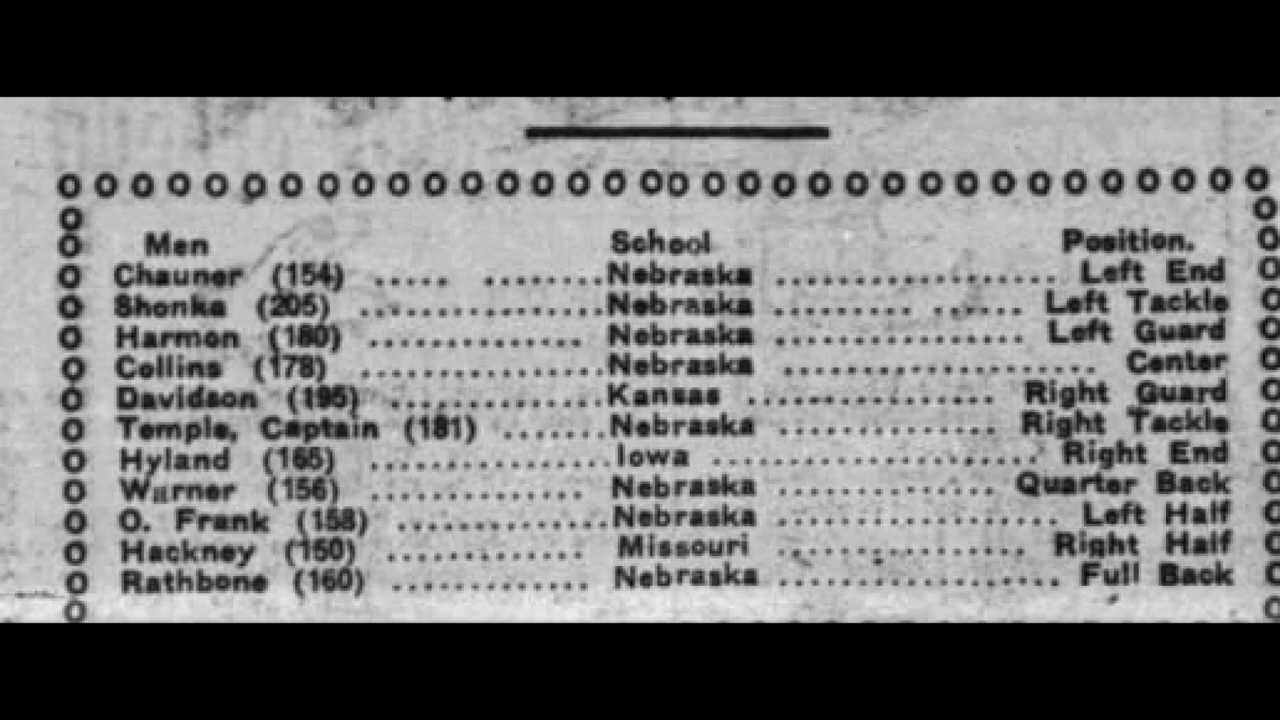 Men School Position.
Chauner (154) ..... .......Nebraska ................. Left End
Shonka (205) ................Nebraska ......... ...... Left Tackle
Harmon (180) .............. Nebraska ................ Left Guard
Collins (178) ................Nebraska .................... Center
Davidson (195) ..............Kansas ................ Right Guard
Temple, Captain (181) .......Nebraska .............. Right Tackle
Hyland (165) ................Iowa ..................... Right End
Warner (156) .............. Nebraska .............. Quarter Back
O. Frank (158) ..............Nebraska .................. Left Half
Hackney (150) ............. Missouri ................ Right Half
Rathbone (160) ............. Nebraska .................. Full Back